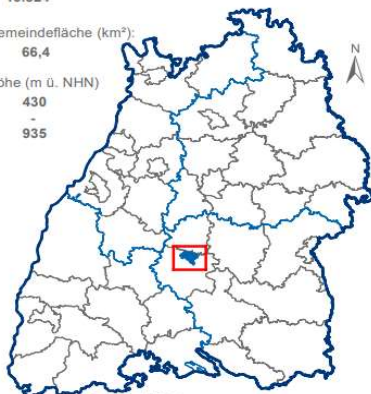 emeindefläche (km²):
66,4
N
öhe (m ü. NHN)
430
-
935